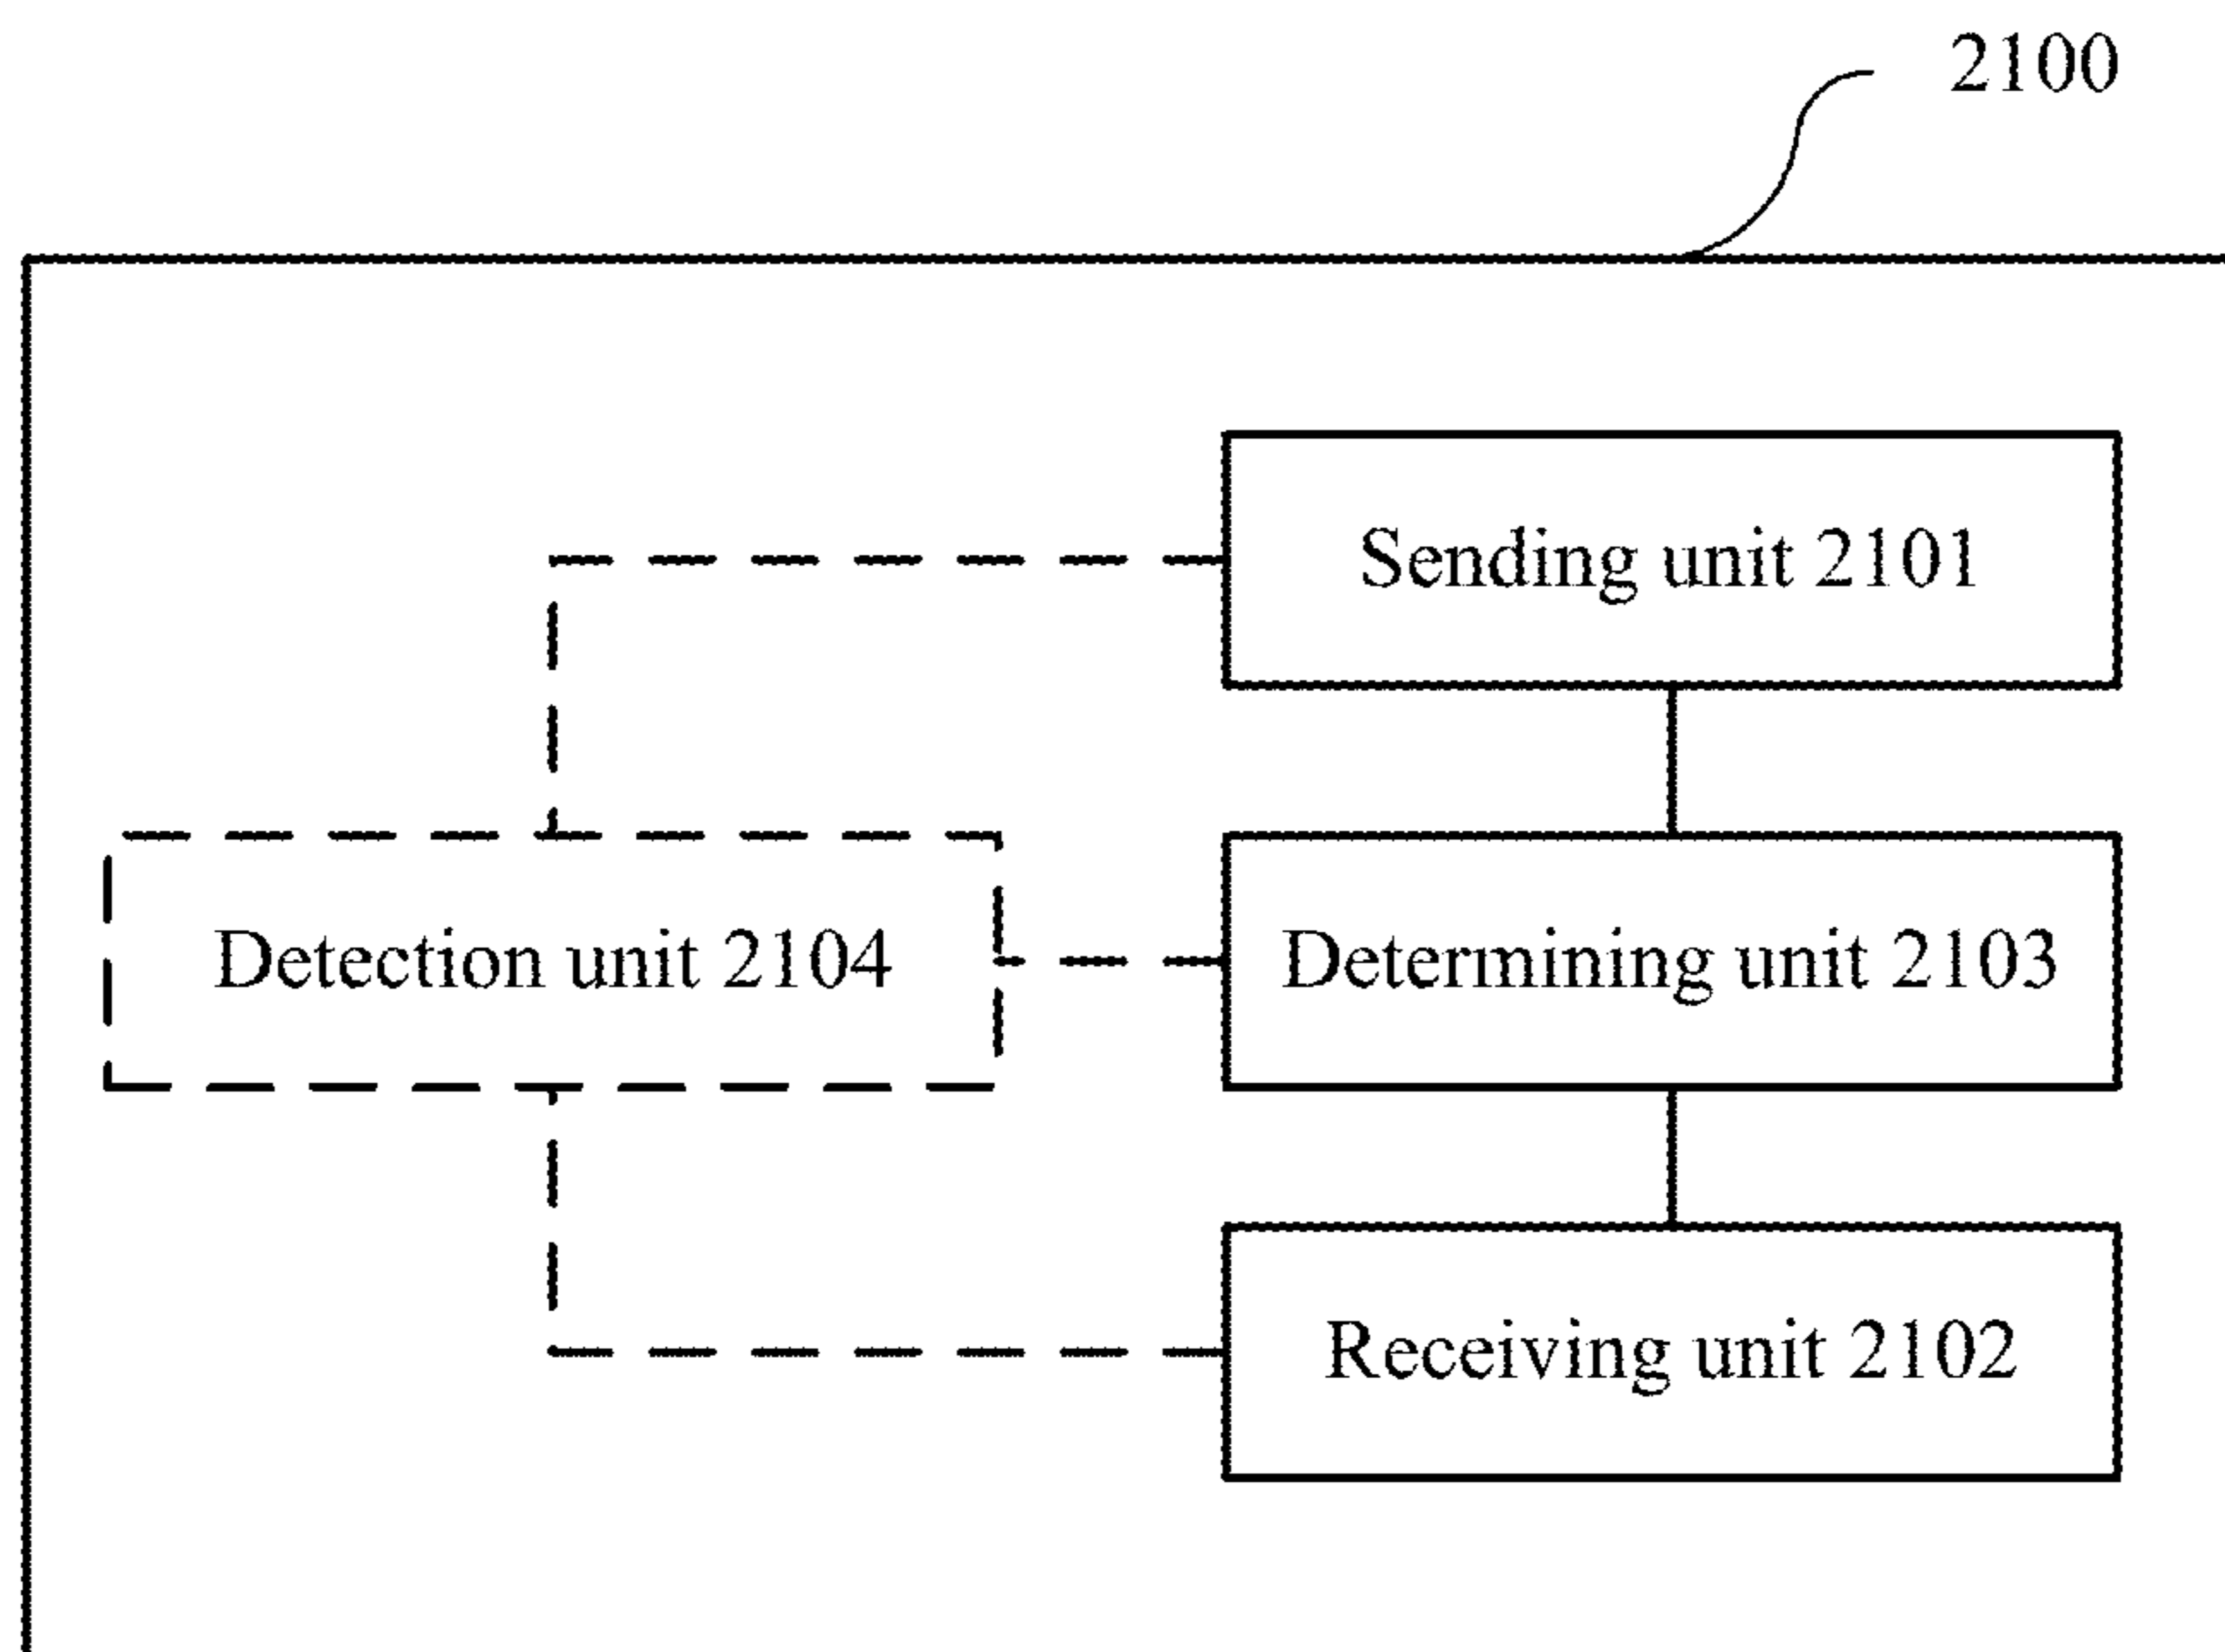 2100
Sending unit 2101
Detection unit 2104
Determining unit 2103
Receiving unit 2102